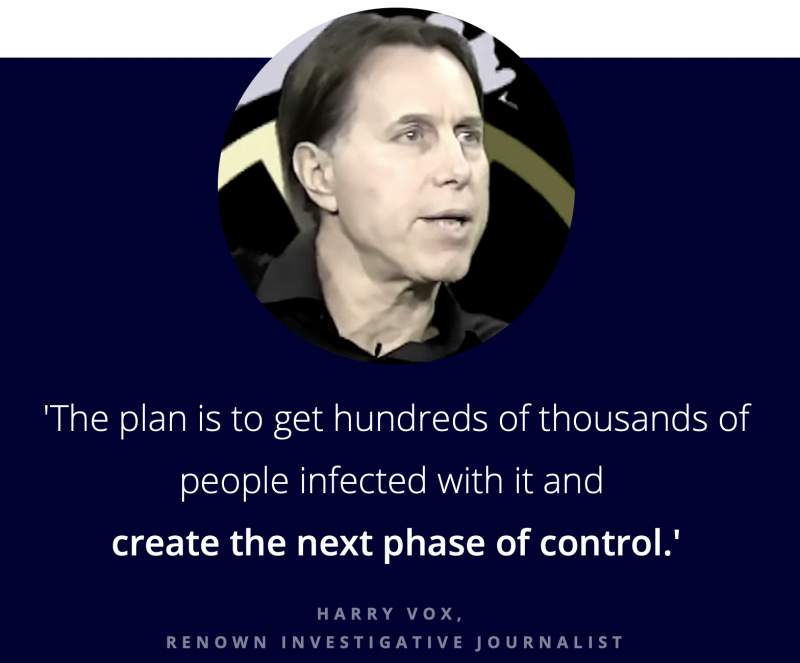 'The plan is to get hundreds of thousands of
people infected with it and
create the next phase of control.'
HARRY VOX,
RENOWN INVESTIGATIVE JOURNALIST